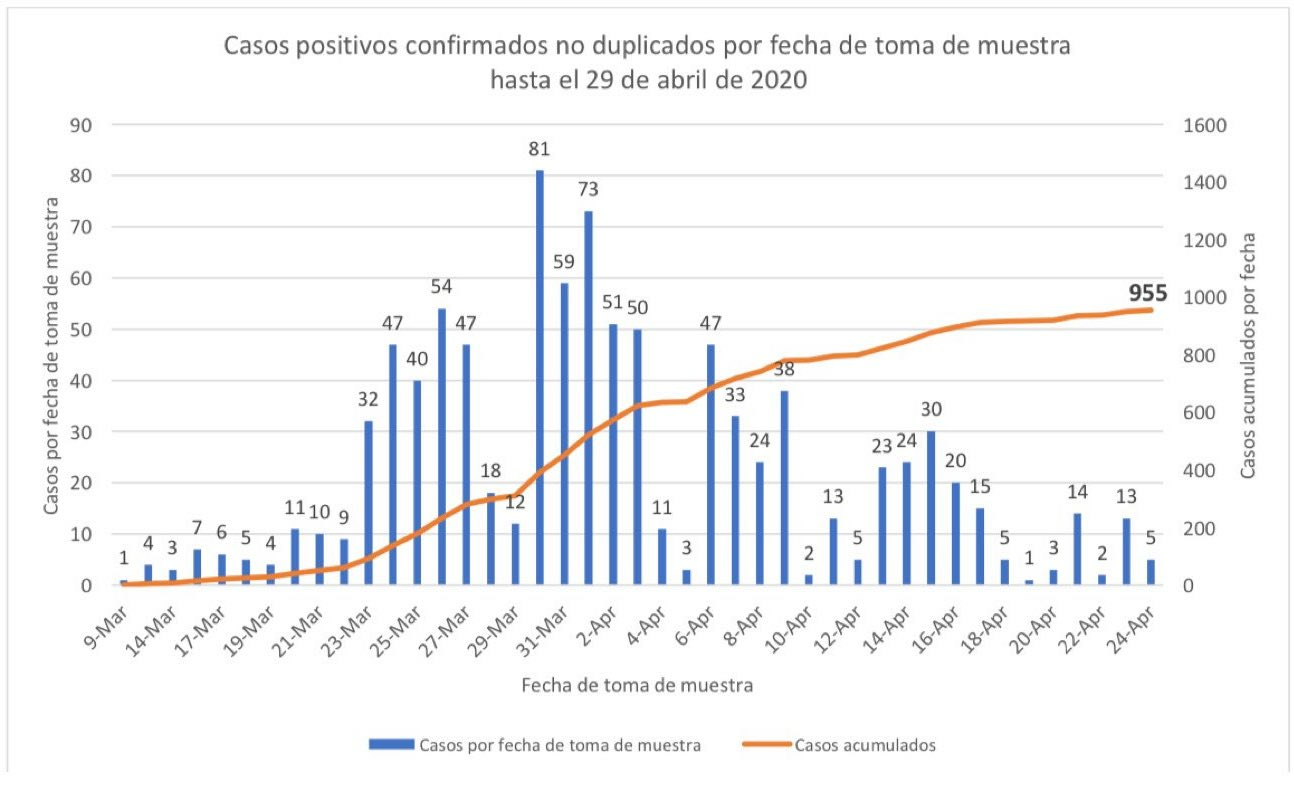 Casos positivos confirmados no duplicados por fecha de toma de muestra
hasta el 29 de abril de 2020
Casos por fecha de toma de muestra
90
80
70
60
50
40
30
20
10
0
1
4
3
7
6
5
4
11
10
9
32
47
40
54
47
18
12
81
59
73
51
50
11
3
47
33
24
38
2
13
5
23
24
30
20
15
5
1
3
14
2
13
5
955
1600
1400
1200
1000
800
600
400
200
0
Casos acumulados por fecha
9-Mar
14-Mar
17-Mar
19-Mar
21-Mar
23-Mar
25-Mar
27-Mar
29-Mar
31-Mar
2-Apr
4-Apr
6-Apr
8-Apr
10-Apr
12-Apr
14-Apr
16-Apr
18-Apr
20-Apr
22-Apr
24-Apr
Fecha de toma de muestra
Casos por fecha de toma de muestra
Casos acumulados